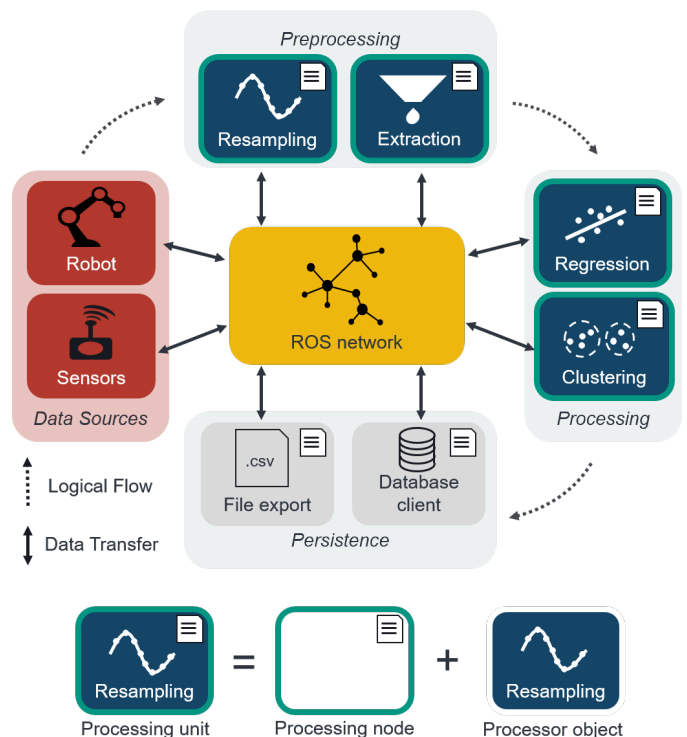 Preprocessing
Resampling
Extraction
Robot
Sensors
Data Sources
ROS network
Regression
Clustering
Processing
.csv
File export
Database
client
Persistence
Logical Flow
Data Transfer
Resampling
=
+
Resampling
Processing unit
Processing node
Processor object